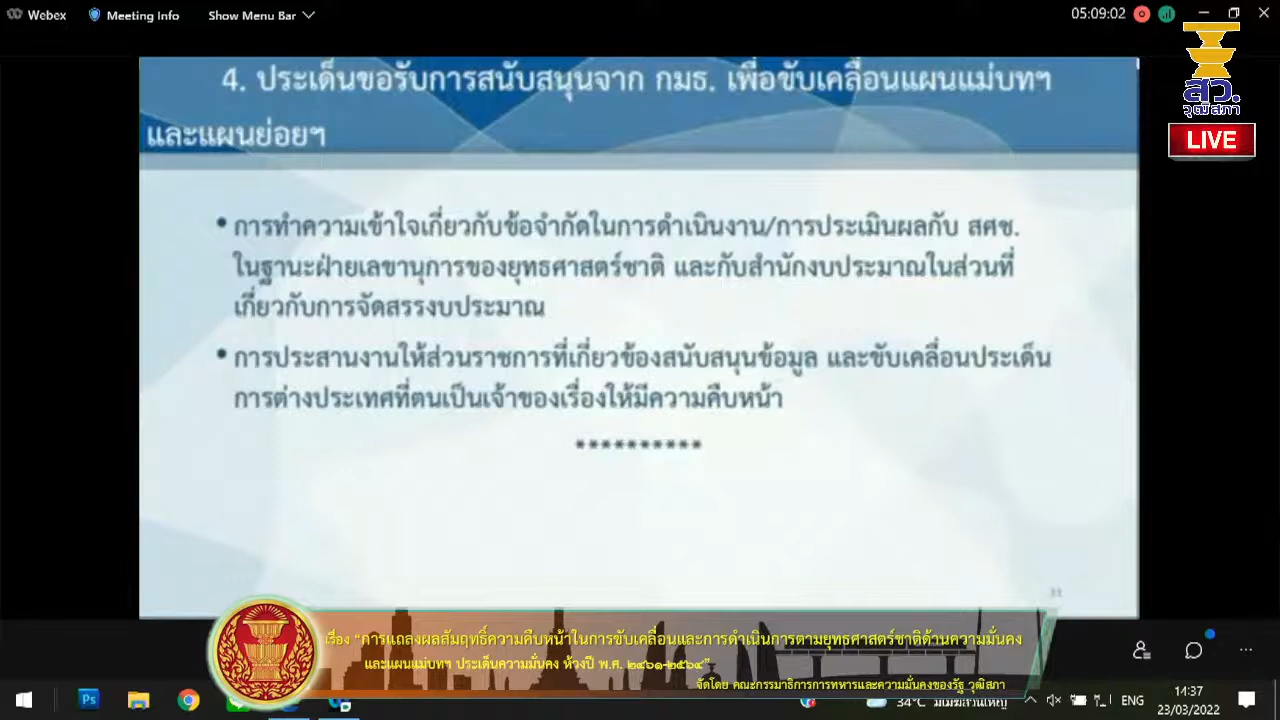 Webex
Meeting Info
Show Menu Bar
05:09:02
สว.
วุฒิสภา
LIVE
4. ประเด็นขอรับการสนับสนุนจาก กมธ. เพื่อขับเคลื่อนแผนแม่บทฯ
และแผนย่อยฯ
• การทำความเข้าใจเกี่ยวกับข้อจำกัดในการดำเนินงาน/การประเมินผลกับ สศช.
ในฐานะฝ่ายเลขานุการของยุทธศาสตร์ชาติ และกับสำนักงบประมาณในส่วนที่
เกี่ยวกับการจัดสรรงบประมาณ
• การประสานงานให้ส่วนราชการที่เกี่ยวข้องสนับสนุนข้อมูล และขับเคลื่อนประเด็น
การต่างประเทศที่ตนเป็นเจ้าของเรื่องให้มีความคืบหน้า
**********
เรื่อง “การแถลงผลสัมฤทธิ์ความคืบหน้าในการขับเคลื่อนและการดำเนินการตามยุทธศาสตร์ชาติด้านความมั่นคง
และแผนแม่บทฯ ประเด็นความมั่นคง ห้วงปี พ.ศ. ๒๕๖๑-๒๕๖๔”
จัดโดย คณะกรรมาธิการการทหารและความมั่นคงของรัฐ วุฒิสภา
Ps
34°C มีเมฆส่วนใหญ่
ENG
14:37
23/03/2022